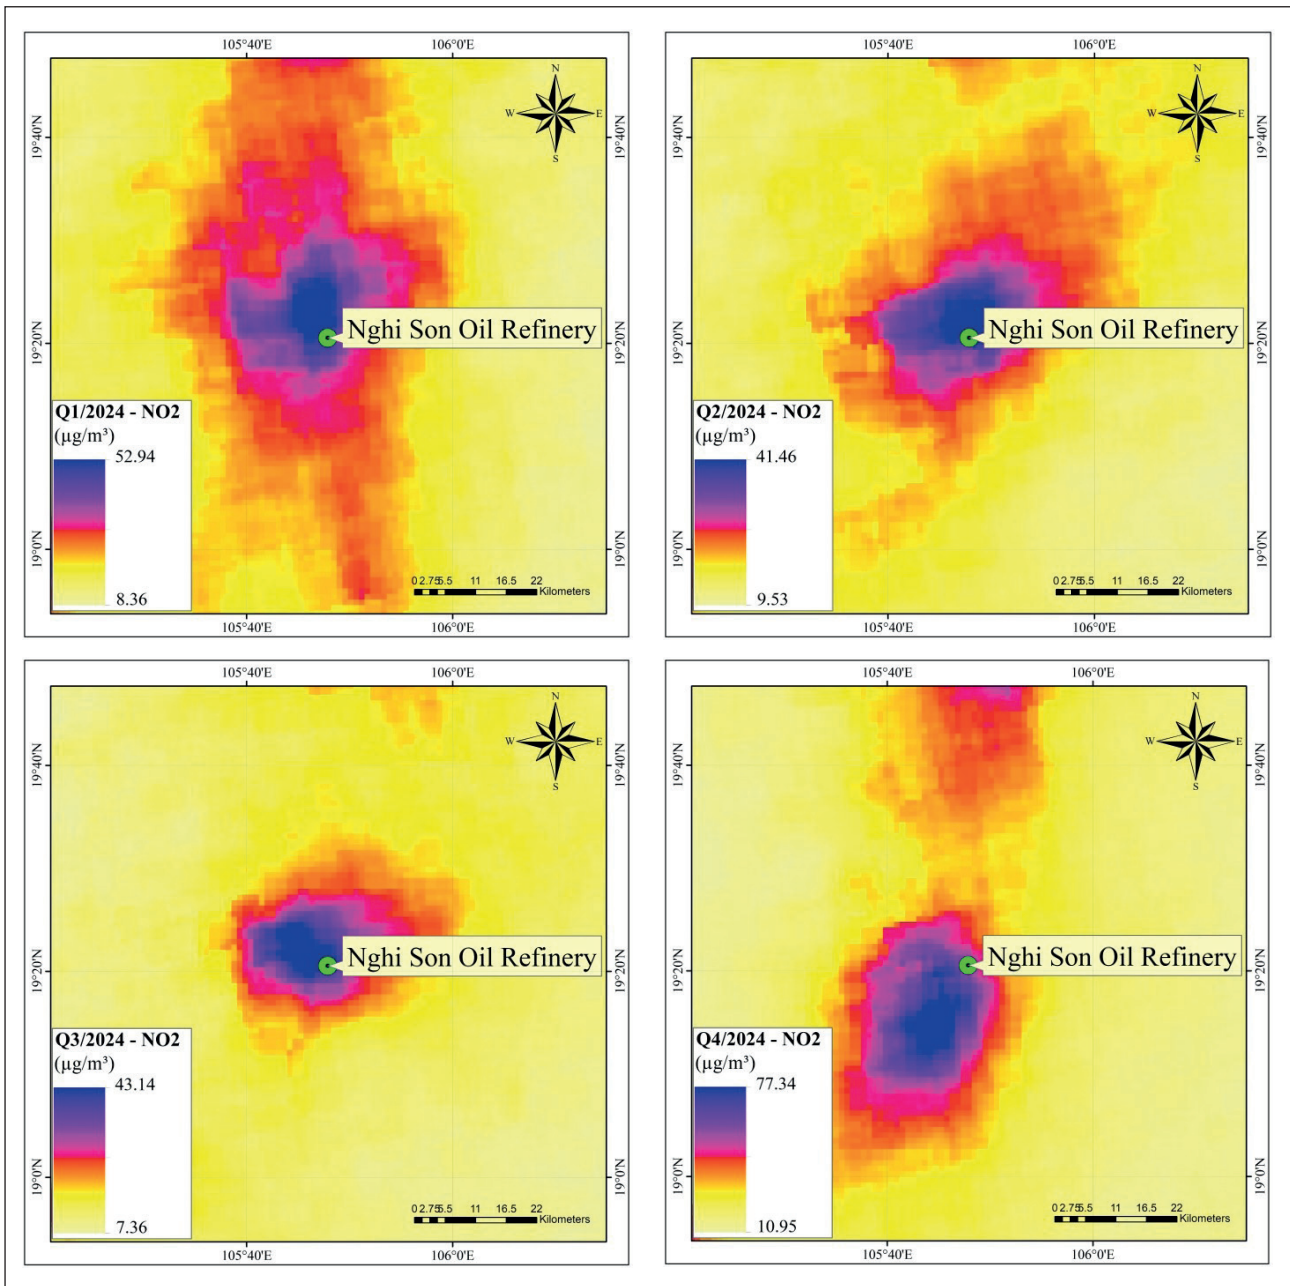 105°40'E 106°0'E
N
W E
S
19°40'N 19°40'N
Nghi Son Oil Refinery
19°20'N 19°20'N
Q1/2024 - NO2
(µg/m³)
52.94
8.36
19°0'N 19°0'N
0 2.75 5.5 11 16.5 22
Kilometers
105°40'E 106°0'E
105°40'E 106°0'E
N
W E
S
19°40'N 19°40'N
Nghi Son Oil Refinery
19°20'N 19°20'N
Q2/2024 - NO2
(µg/m³)
41.46
9.53
19°0'N 19°0'N
0 2.75 5.5 11 16.5 22
Kilometers
105°40'E 106°0'E
105°40'E 106°0'E
N
W E
S
19°40'N 19°40'N
Nghi Son Oil Refinery
19°20'N 19°20'N
Q3/2024 - NO2
(µg/m³)
43.14
7.36
19°0'N 19°0'N
0 2.75 5.5 11 16.5 22
Kilometers
105°40'E 106°0'E
105°40'E 106°0'E
N
W E
S
19°40'N 19°40'N
Nghi Son Oil Refinery
19°20'N 19°20'N
Q4/2024 - NO2
(µg/m³)
77.34
10.95
19°0'N 19°0'N
0 2.75 5.5 11 16.5 22
Kilometers
105°40'E 106°0'E